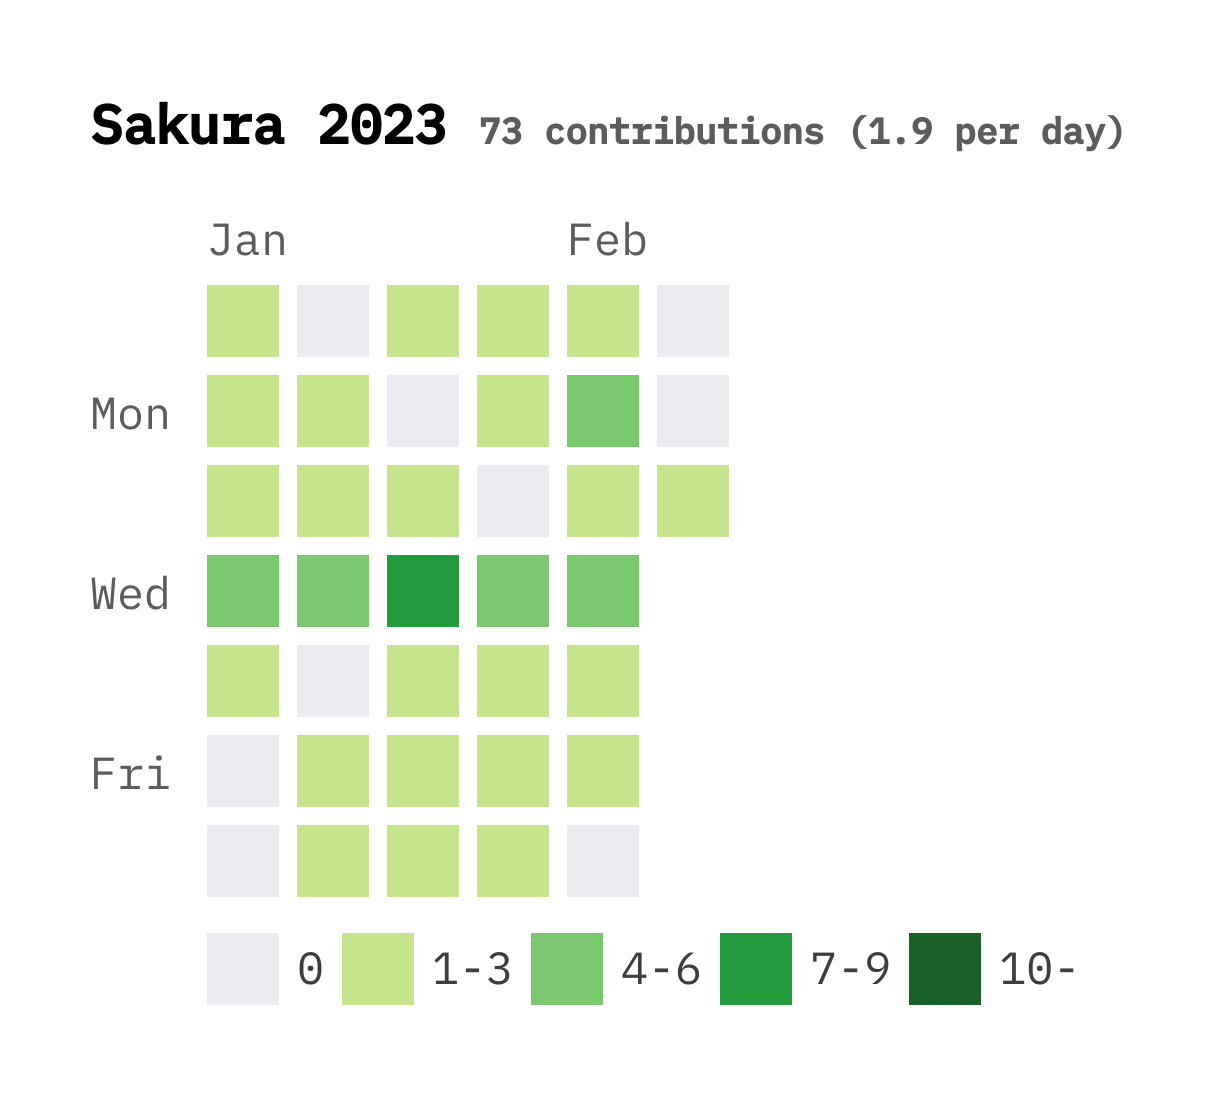 Sakura 2023 73 contributions (1.9 per day)
Jan Feb
Mon
Wed
Fri
0 1-3 4-6 7-9 10-